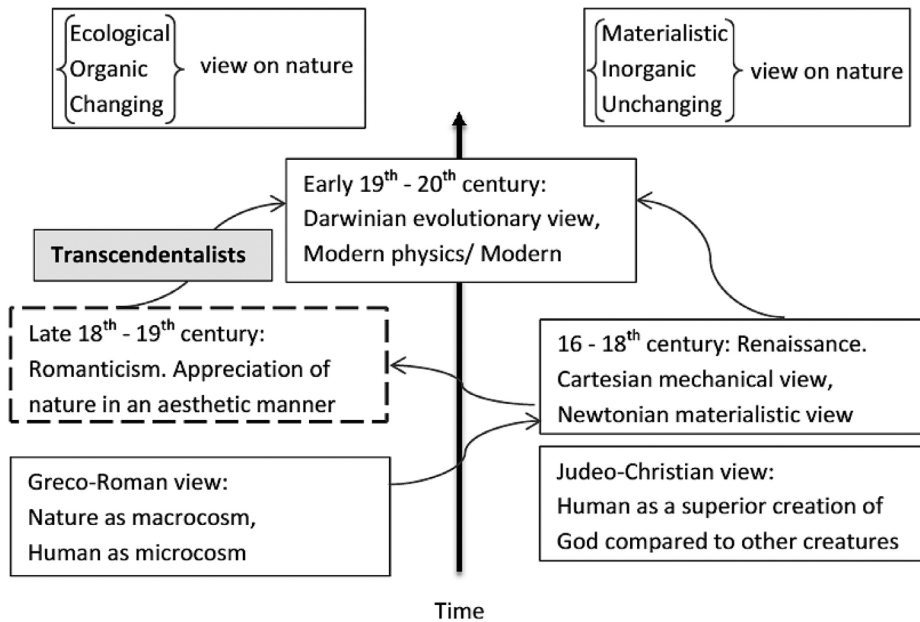 Ecological
Organic
Changing
view on nature
Materialistic
Inorganic
Unchanging
view on nature
Early 19th - 20th century:
Darwinian evolutionary view,
Modern physics/ Modern
Transcendentalists
Late 18th - 19th century:
Romanticism. Appreciation of
nature in an aesthetic manner
16 - 18th century: Renaissance.
Cartesian mechanical view,
Newtonian materialistic view
Greco-Roman view:
Nature as macrocosm,
Human as microcosm
Judeo-Christian view:
Human as a superior creation of
God compared to other creatures
Time